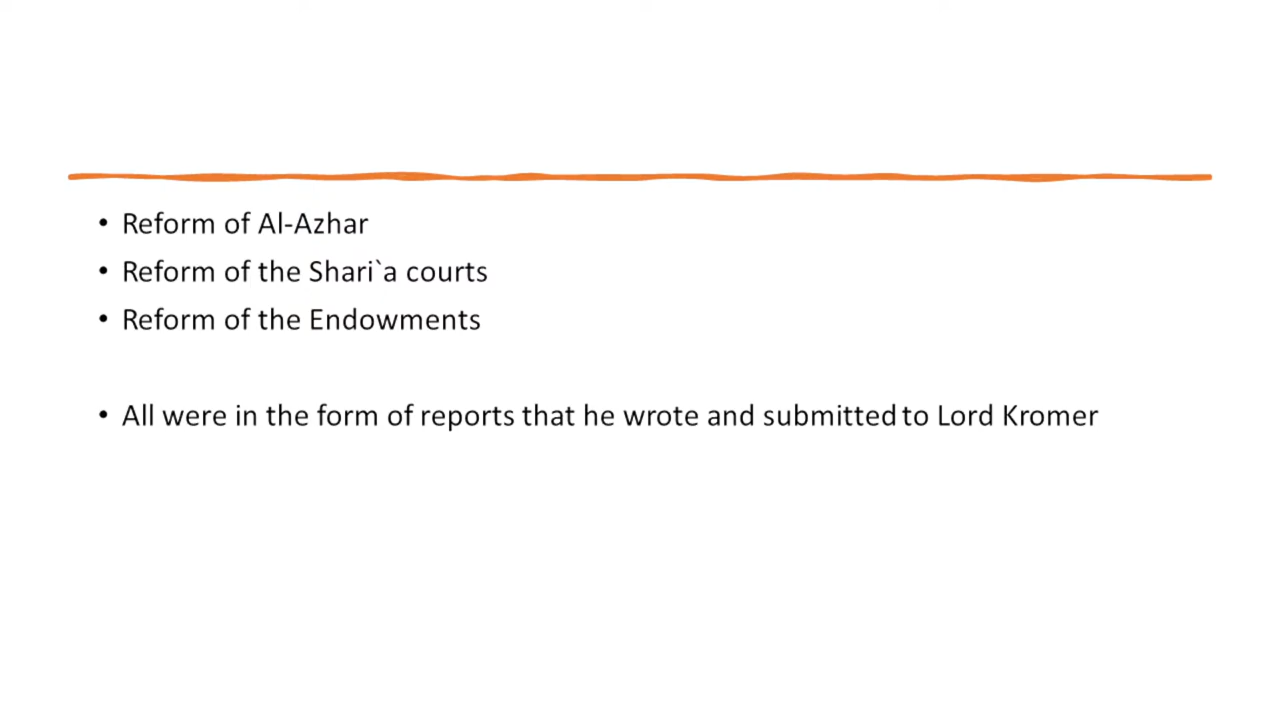 • Reform of Al-Azhar
• Reform of the Shari`a courts
• Reform of the Endowments
• All were in the form of reports that he wrote and submitted to Lord Kromer